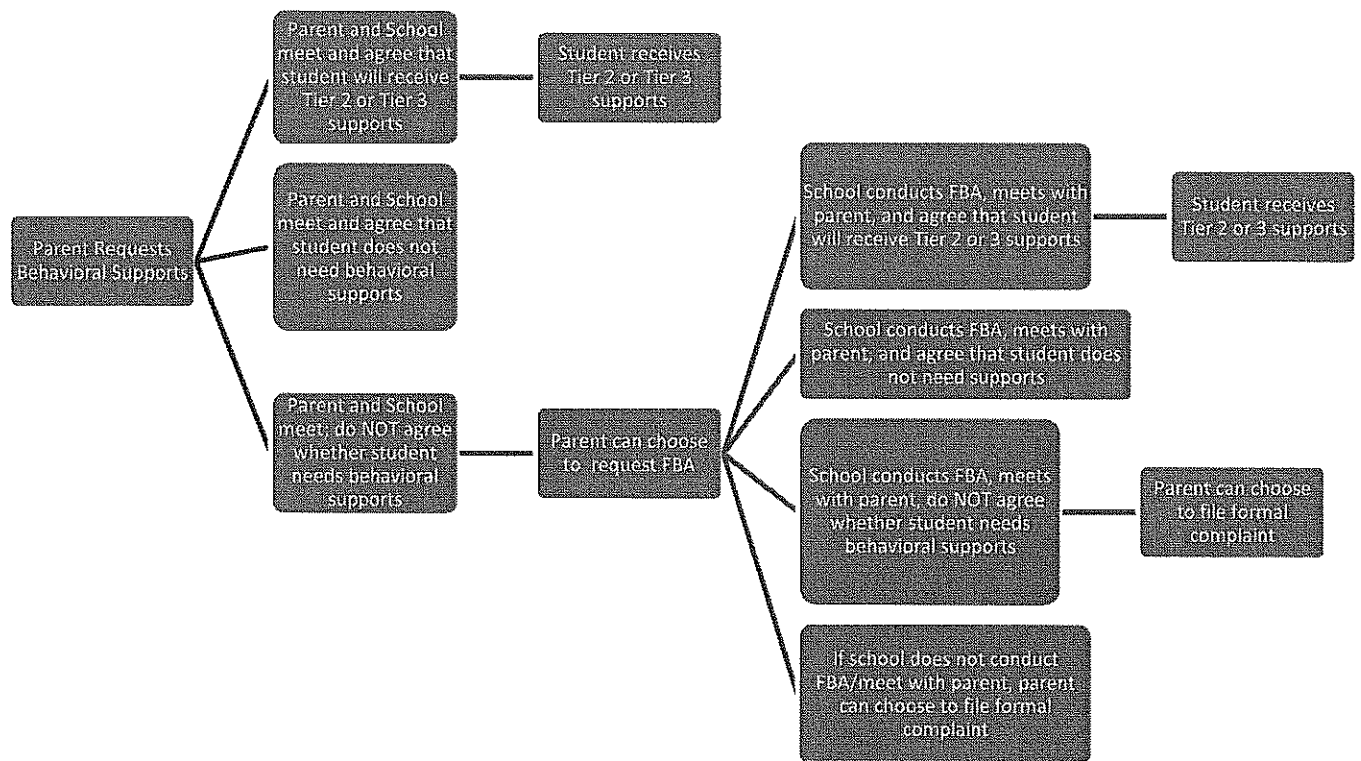 Parent Requests
Behavioral Supports
Parent and School
meet and agree that
student will receive
Tier 2 or Tier 3
supports
Student receives
Tier 2 or Tier 3
supports
Parent and School
meet and agree that
student does not
need behavioral
supports
Parent and School
meet; do NOT agree
whether student
needs behavioral
supports
Parent can choose
to request FBA
School conducts FBA, meets with
parent, and agree that student
will receive Tier 2 or 3 supports
Student receives
Tier 2 or 3 supports
School conducts FBA, meets with
parent, and agree that student does
not need supports
School conducts FBA, meets
with parent, do NOT agree
whether student needs
behavioral supports
Parent can choose
to file formal
complaint
If school does not conduct
FBA/meet with parent, parent
can choose to file formal
complaint